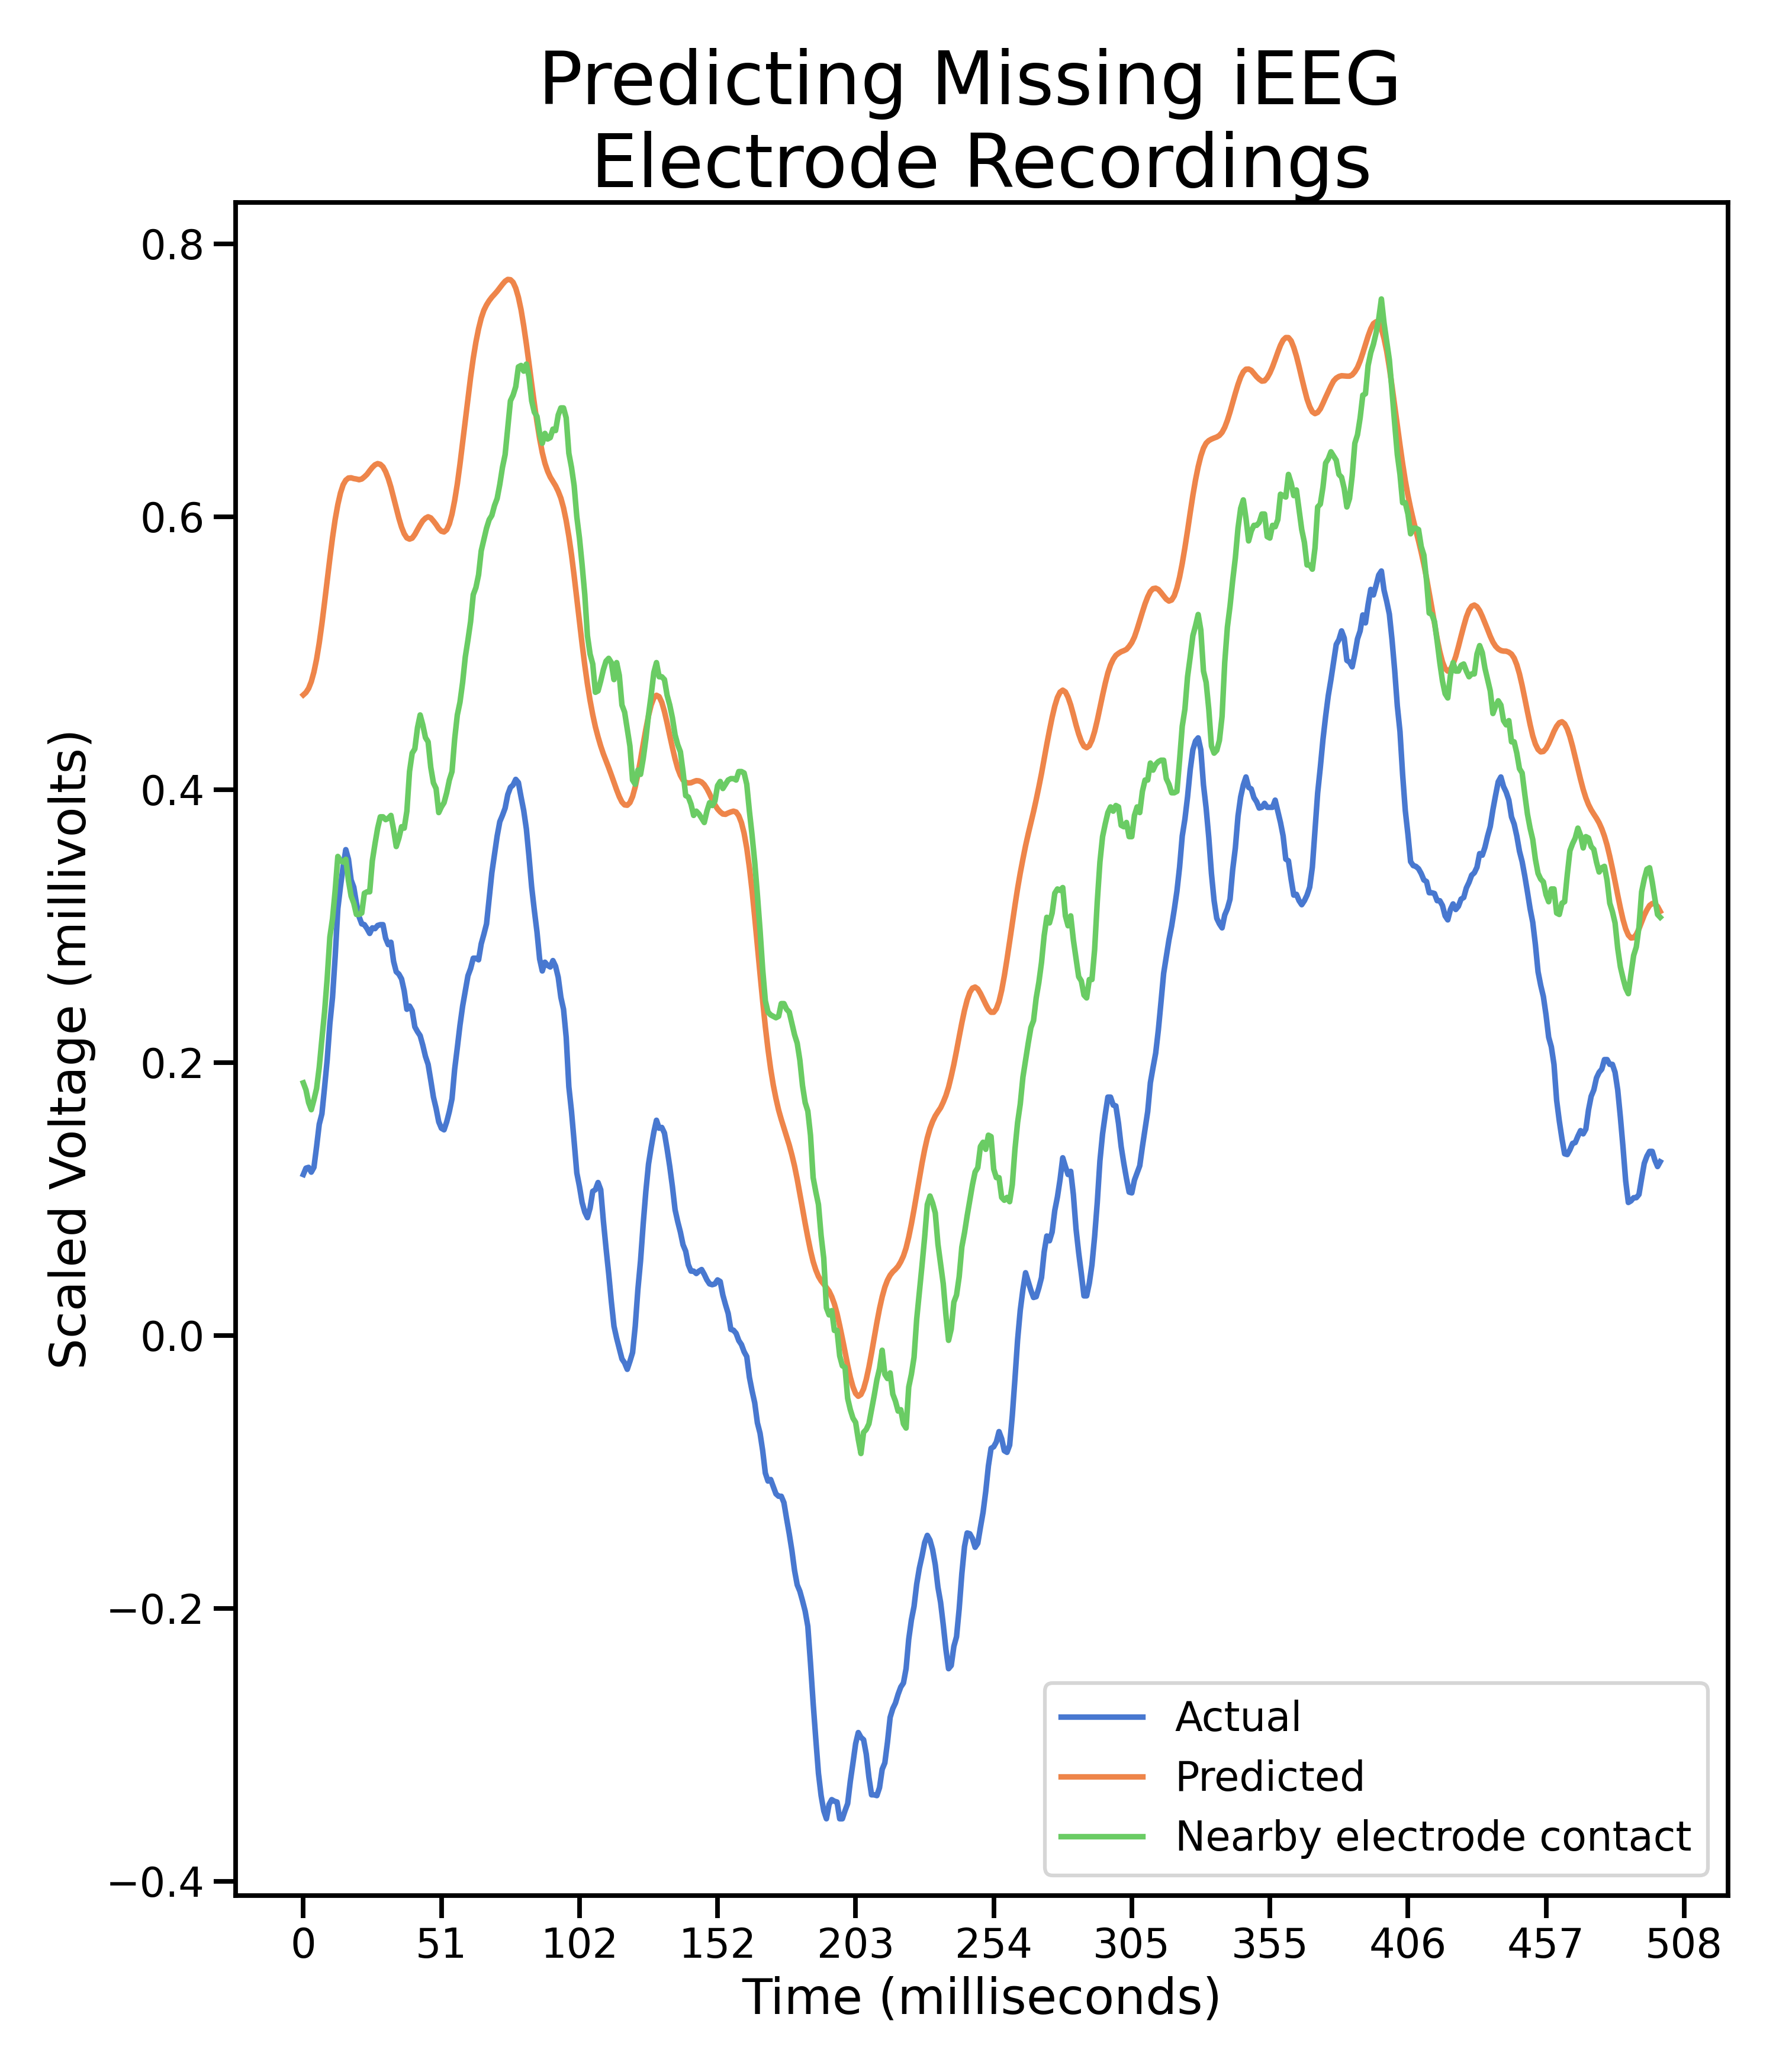 Predicting Missing iEEG
Electrode Recordings
Scaled Voltage (millivolts)
0.8
0.6
0.4
0.2
0.0
−0.2
−0.4
Actual
Predicted
Nearby electrode contact
0 51 102 152 203 254 305 355 406 457 508
Time (milliseconds)